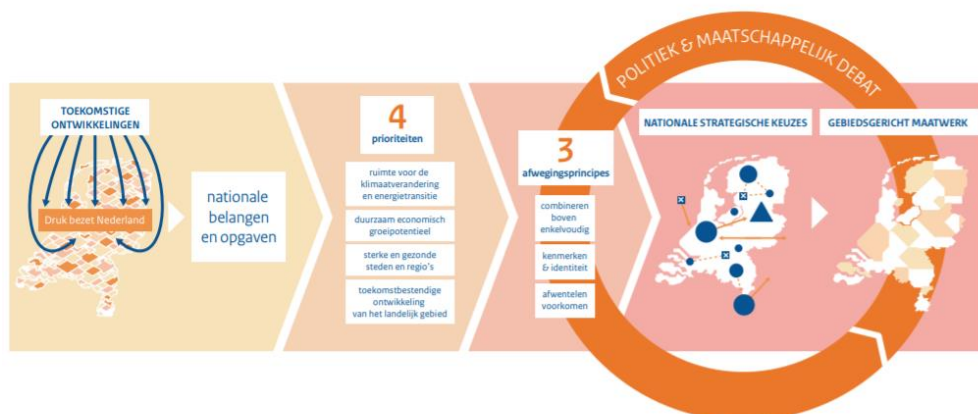 TOEKOMSTIGE
ONTWIKKELINGEN
Druk bezet Nederland
nationale
belangen
en opgaven
4
prioriteiten
ruimte voor de
klimaatverandering
en energietransitie
duurzaam economisch
groeipotentieel
sterke en gezonde
steden en regio's
toekomstbestendige
ontwikkeling
van het landelijk gebied
3
afwegingsprincipes
combineren
boven
enkelvoudig
kenmerken
& identiteit
afwentelen
voorkomen
POLITIEK & MAATSCHAPPELIJK DEBAT
NATIONALE STRATEGISCHE KEUZES
GEBIEDSGERICHT MAATWERK